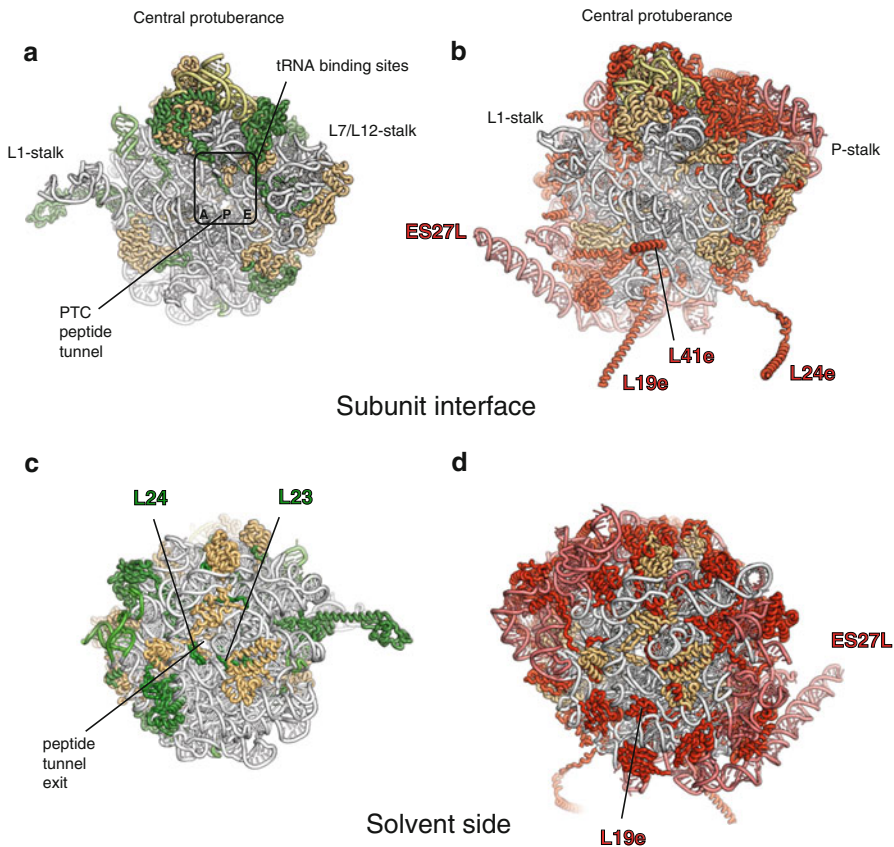 Central protuberance
Central protuberance
a
b
tRNA binding sites
L1-stalk
L7/L12-stalk
L1-stalk
P-stalk
A P E
ES27L
PTC
peptide
tunnel
L41e
L19e
L24e
Subunit interface
c
d
L24
L23
ES27L
peptide
tunnel
exit
L19e
Solvent side